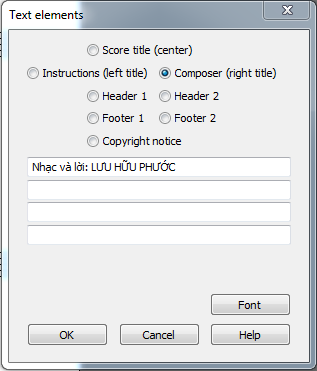 Text elements
Score title (center)
Instructions (left title) Composer (right title)
Header 1 Header 2
Footer 1 Footer 2
Copyright notice
Nhạc và lời: LƯU HỮU PHƯỚC
Font
OK Cancel Help